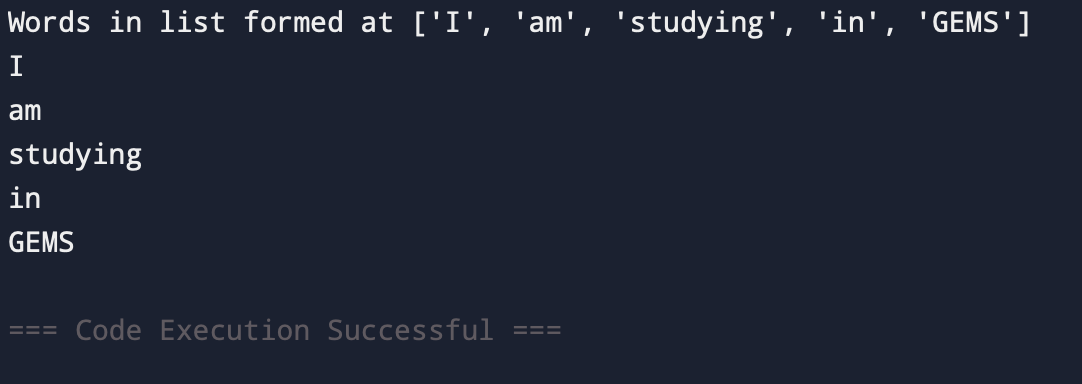 Words in list formed at ['I', 'am', 'studying', 'in', 'GEMS']
I
am
studying
in
GEMS
=== Code Execution Successful ===